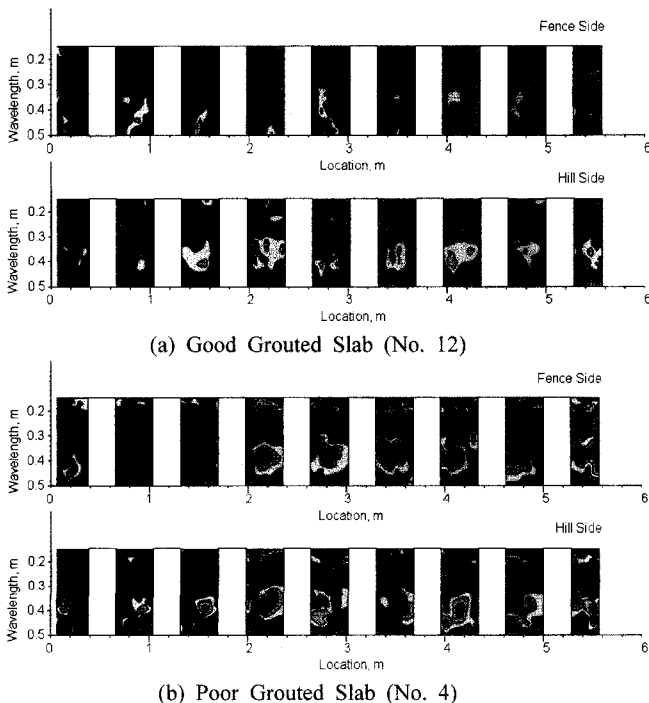 Fence Side
0.2
0.3
0.4
0.5
Wavelength, m
0 1 2 3 4 5 6
Location, m
Hill Side
0.2
0.3
0.4
0.5
Wavelength, m
0 1 2 3 4 5 6
Location, m
(a) Good Grouted Slab (No. 12)
Fence Side
0.2
0.3
0.4
0.5
Wavelength, m
0 1 2 3 4 5 6
Location, m
Hill Side
0.2
0.3
0.4
0.5
Wavelength, m
0 1 2 3 4 5 6
Location, m
(b) Poor Grouted Slab (No. 4)